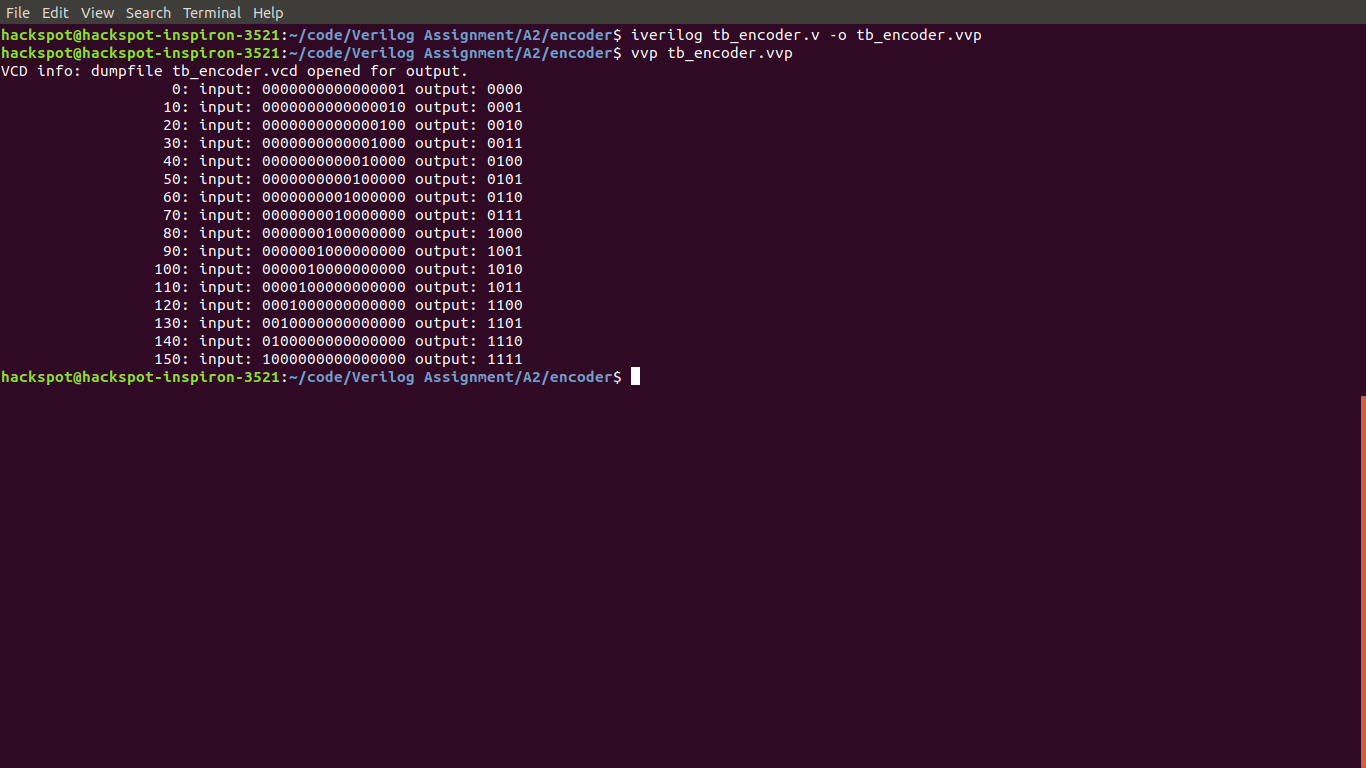 File Edit View Search Terminal Help
hackspot@hackspot-inspiron-3521:~/code/Verilog Assignment/A2/encoder$ iverilog tb_encoder.v -o tb_encoder.vvp
hackspot@hackspot-inspiron-3521:~/code/Verilog Assignment/A2/encoder$ vvp tb_encoder.vvp
VCD info: dumpfile tb_encoder.vcd opened for output.
0: input: 0000000000000001 output: 0000
10: input: 0000000000000010 output: 0001
20: input: 0000000000000100 output: 0010
30: input: 0000000000001000 output: 0011
40: input: 0000000000010000 output: 0100
50: input: 0000000000100000 output: 0101
60: input: 0000000001000000 output: 0110
70: input: 0000000010000000 output: 0111
80: input: 0000000100000000 output: 1000
90: input: 0000001000000000 output: 1001
100: input: 0000010000000000 output: 1010
110: input: 0000100000000000 output: 1011
120: input: 0001000000000000 output: 1100
130: input: 0010000000000000 output: 1101
140: input: 0100000000000000 output: 1110
150: input: 1000000000000000 output: 1111
hackspot@hackspot-inspiron-3521:~/code/Verilog Assignment/A2/encoder$